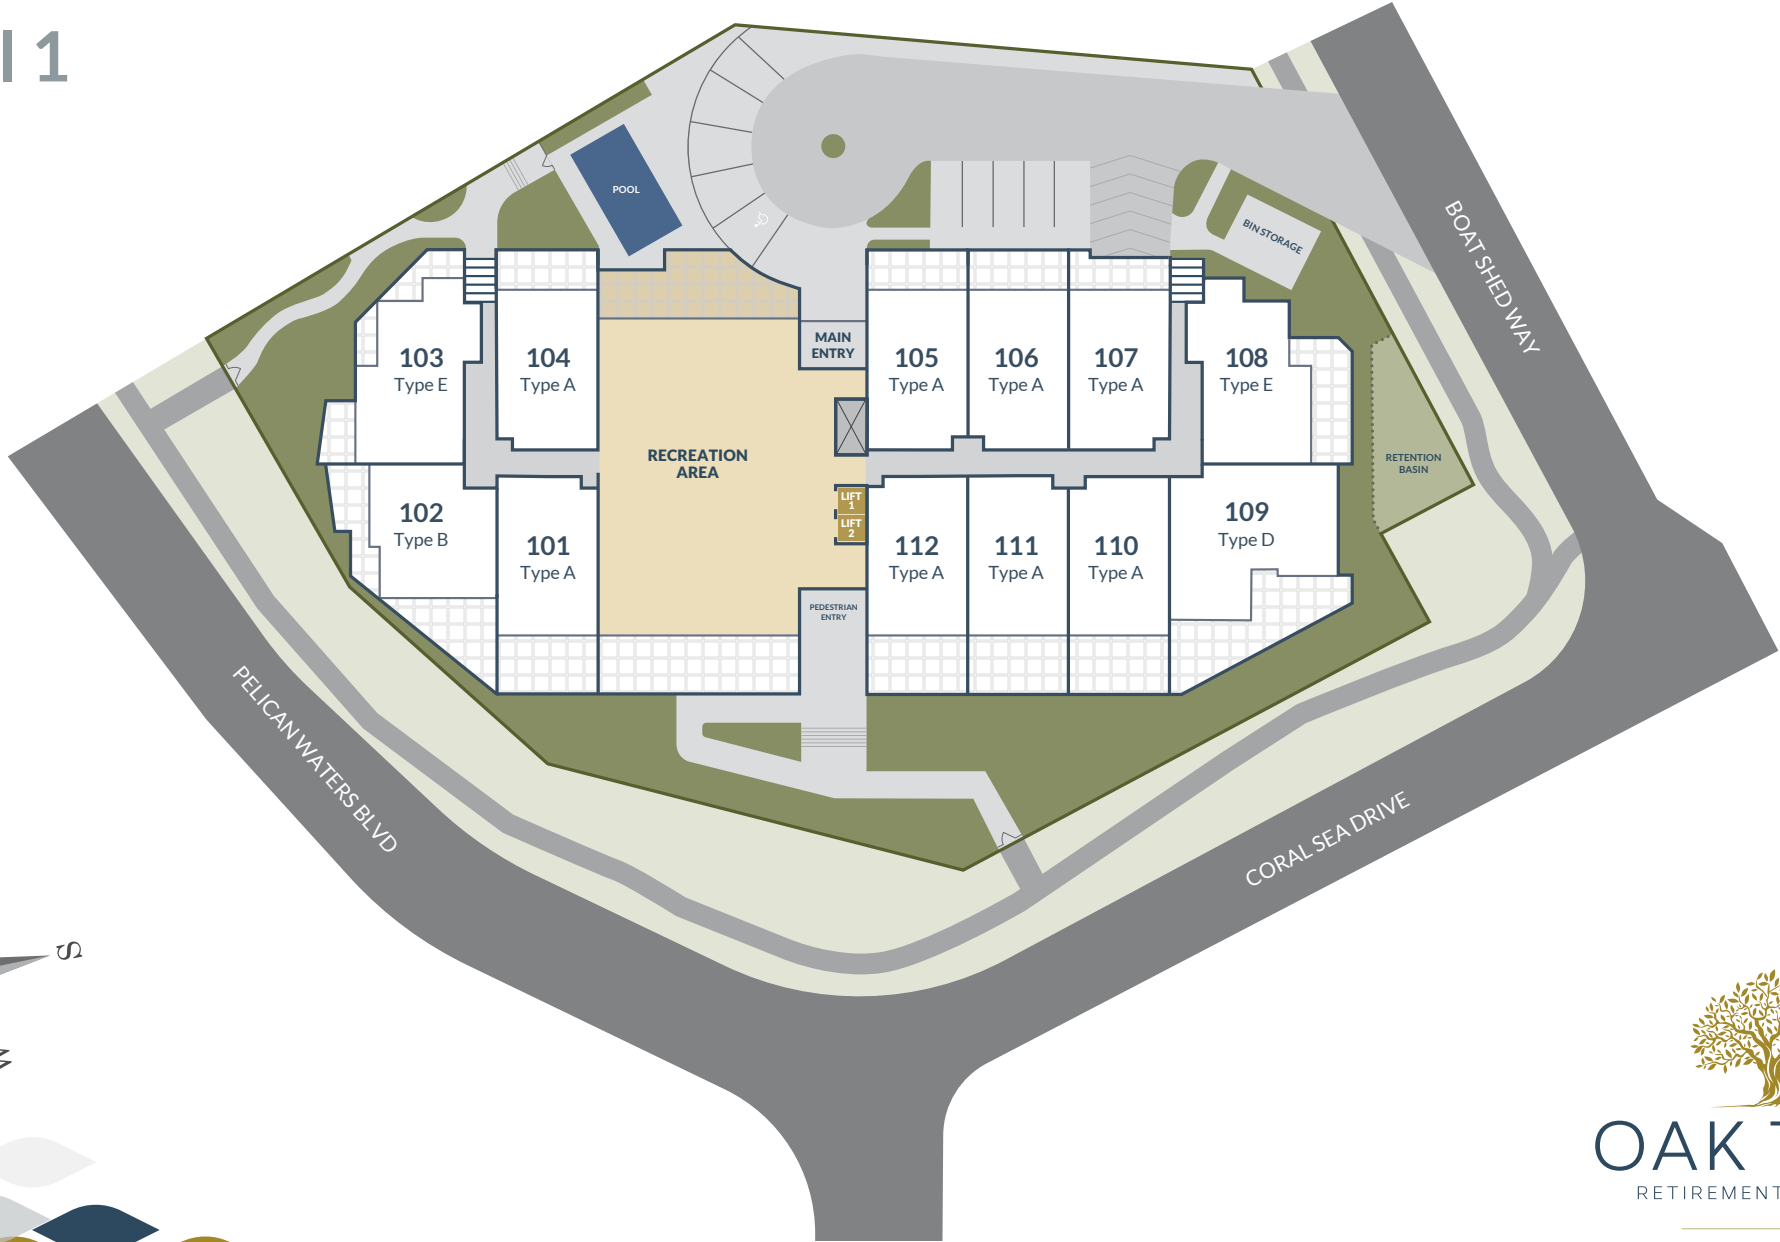 l 1
POOL
BIN STORAGE
BOAT SHED WAY
MAIN
ENTRY
103
Type E
104
Type A
105
Type A
106
Type A
107
Type A
108
Type E
RECREATION
AREA
RETENTION
BASIN
LIFT
1
LIFT
2
102
Type B
101
Type A
112
Type A
111
Type A
110
Type A
109
Type D
PEDESTRIAN
ENTRY
PELICAN WATERS BLVD
CORAL SEA DRIVE
S
W
OAK T
RETIREMENT